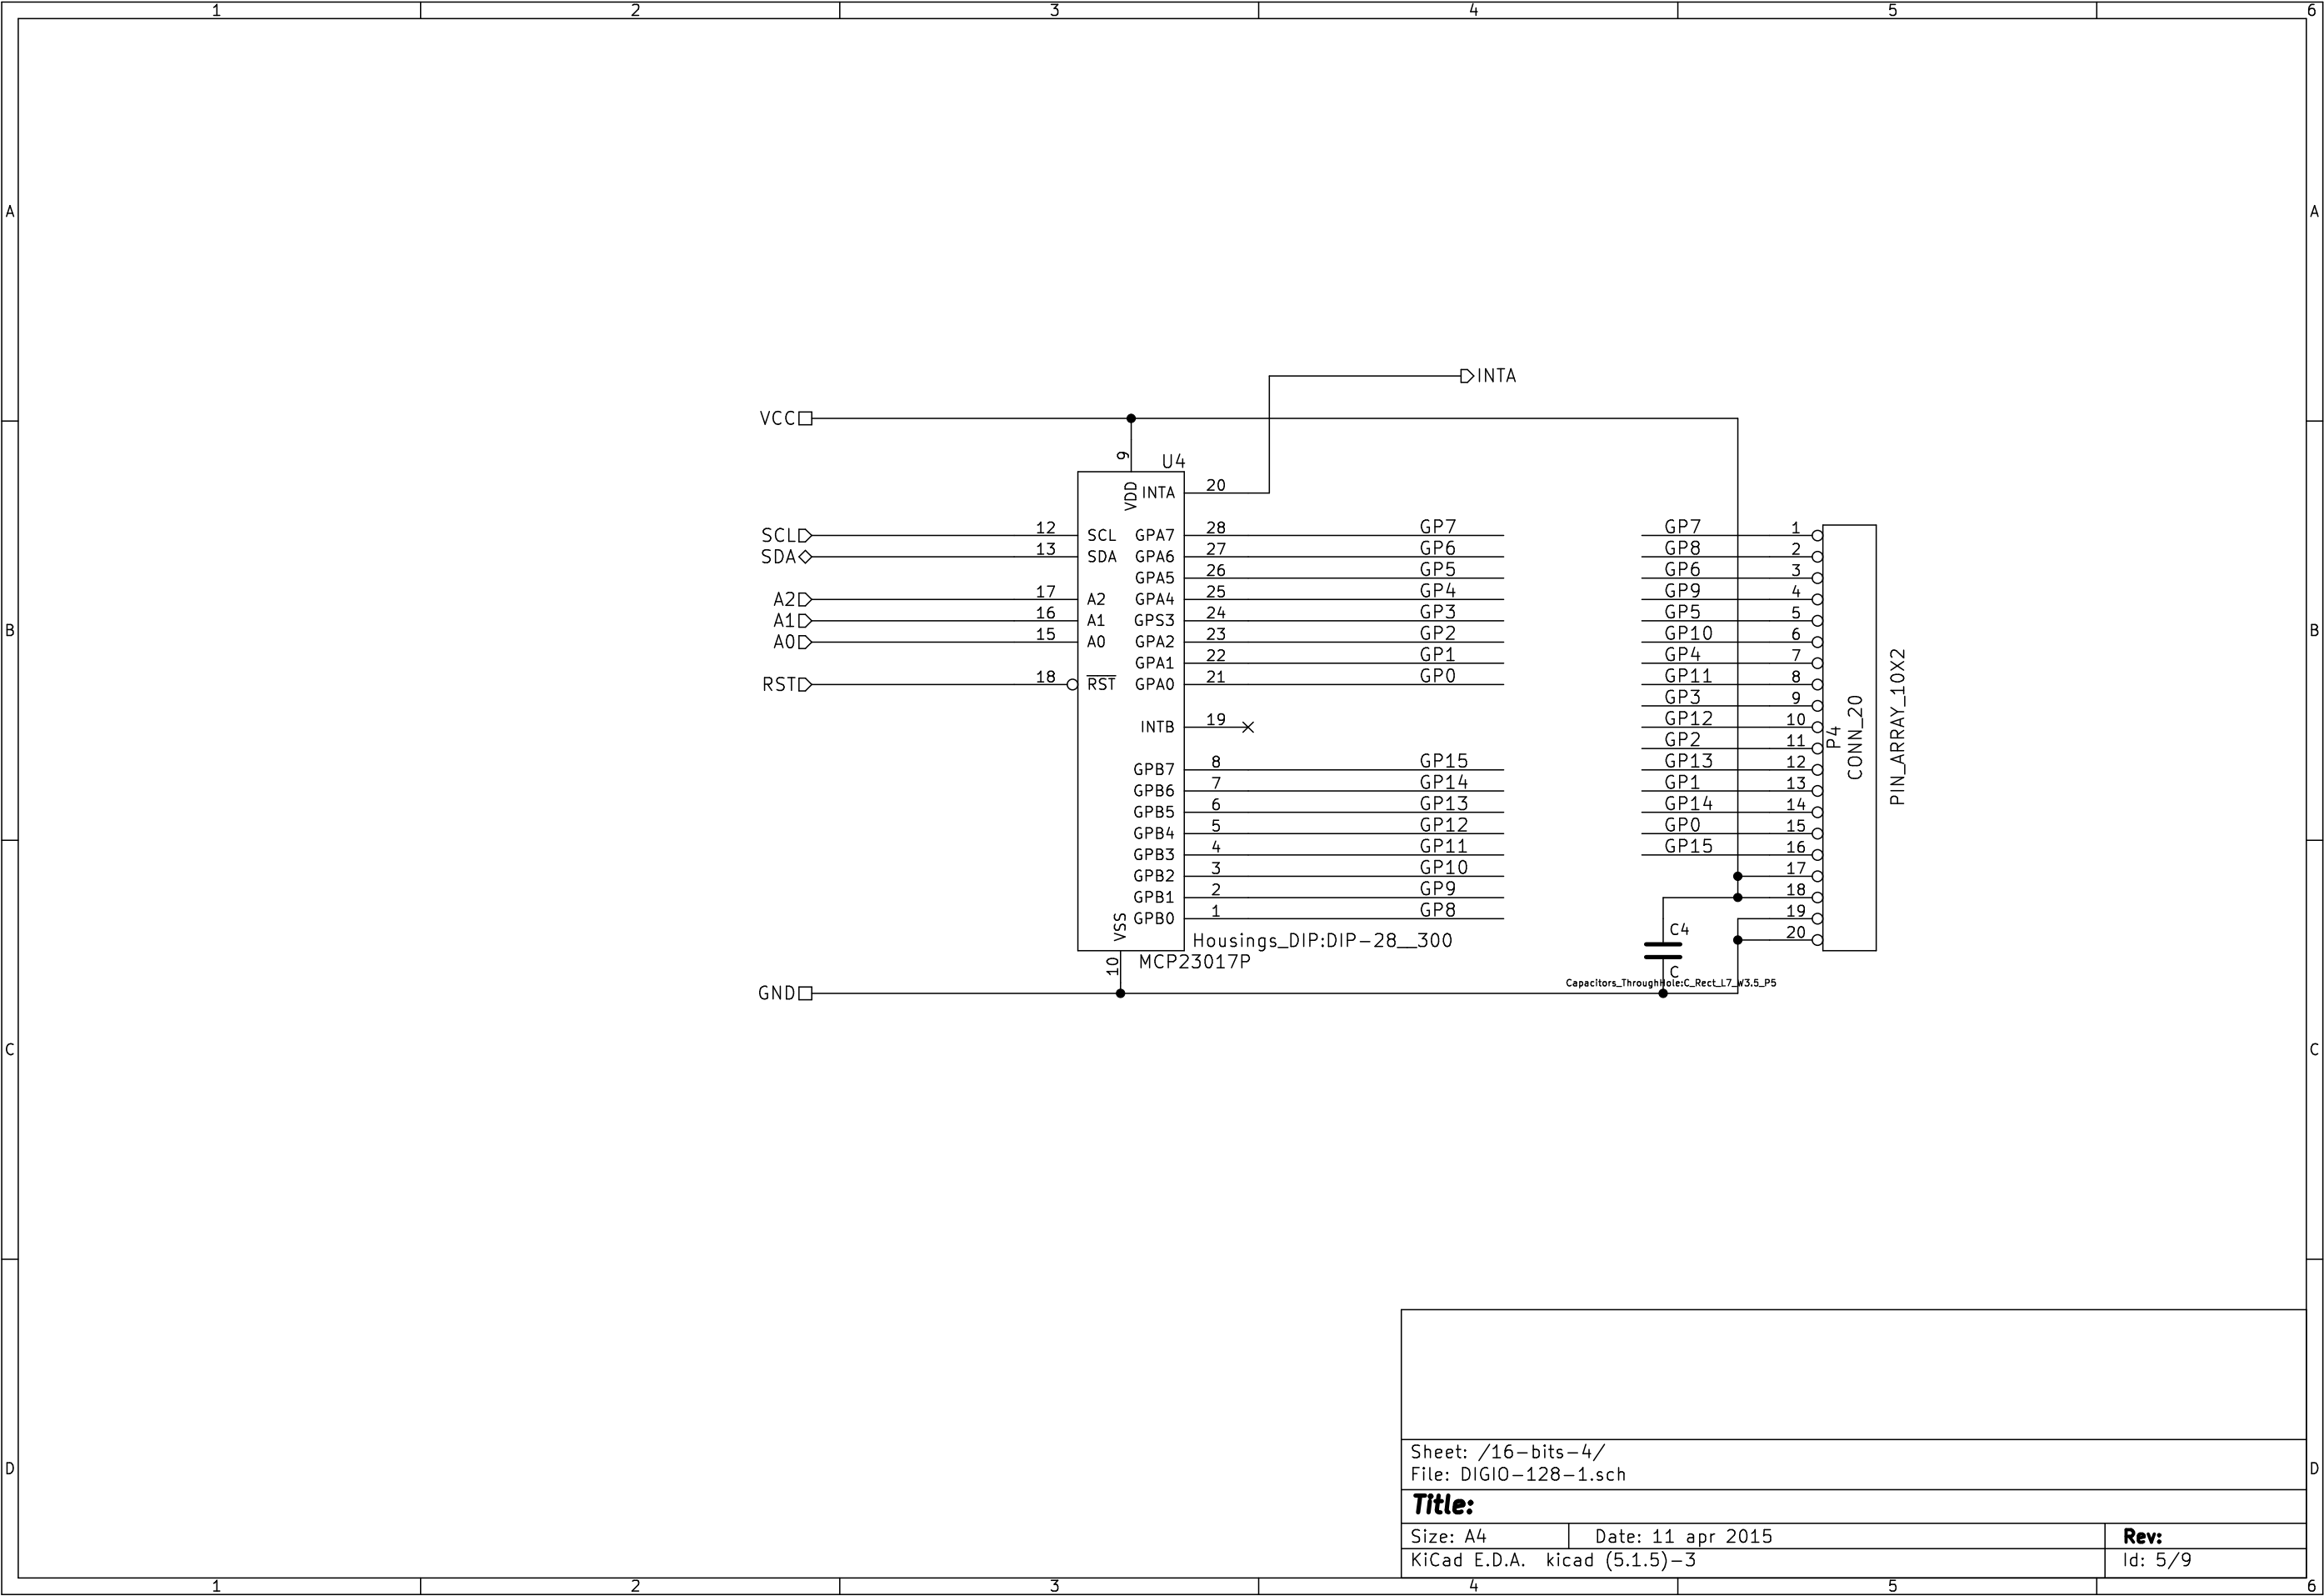 1 2 3 4 5 6
A A
INTA
VCC
9
U4
VDD INTA 20
SCL 12 SCL GPA7 28 GP7 GP7 1
SDA 13 SDA GPA6 27 GP6 GP8 2
GPA5 26 GP5 GP6 3
A2 17 A2 GPA4 25 GP4 GP9 4
A1 16 A1 GPS3 24 GP3 GP5 5
B B
A0 15 A0 GPA2 23 GP2 GP10 6
GPA1 22 GP1 GP4 7
RST 18 RST GPA0 21 GP0 GP11 8
GP3 9
INTB 19 GP12 10
GP2 11
P4
CONN_20
PIN_ARRAY_10X2
GPB7 8 GP15 GP13 12
GPB6 7 GP14 GP1 13
GPB5 6 GP13 GP14 14
GPB4 5 GP12 GP0 15
GPB3 4 GP11 GP15 16
GPB2 3 GP10 17
GPB1 2 GP9 18
VSS GPB0 1 GP8 19
C4
20
Housings_DIP:DIP-28__300
10
MCP23017P
C
Capacitors_ThroughHole:C_Rect_L7_W3.5_P5
GND
C C
Sheet: /16-bits-4/
File: DIGIO-128-1.sch
D D
Title:
Size: A4 Date: 11 apr 2015 Rev:
KiCad E.D.A. kicad (5.1.5)-3 Id: 5/9
1 2 3 4 5 6